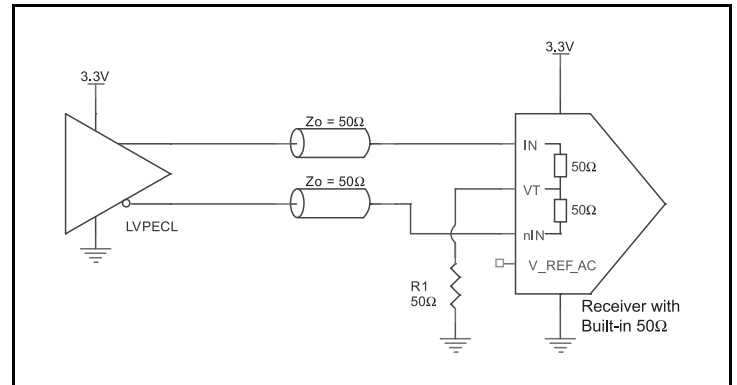 3.3V
3.3V
Zo = 50Ω
IN
50Ω
Zo = 50Ω
VT
50Ω
LVPECL
nIN
V_REF_AC
R1
50Ω
Receiver with
Built-in 50Ω